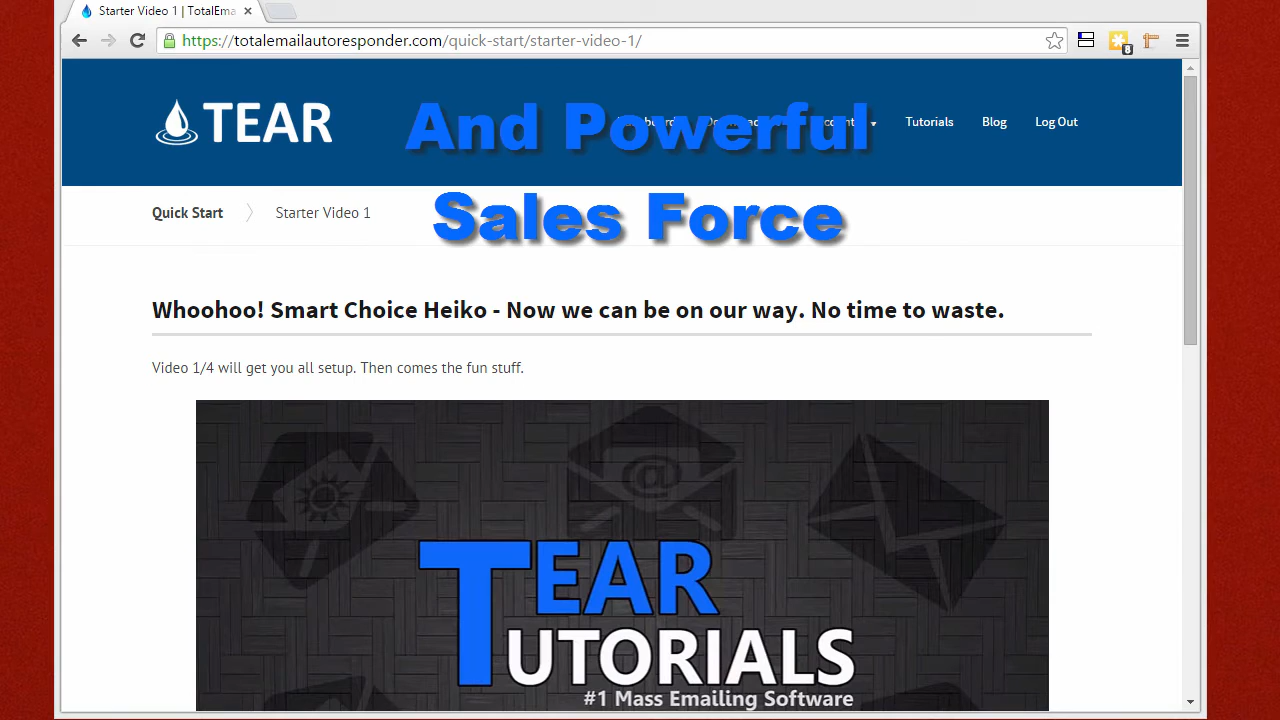 Starter Video 1 | TotalEma
https://totalemailautoresponder.com/quick-start/starter-video-1/
8
TEAR
Tutorials
Blog
Log Out
And Powerful
Sales Force
Quick Start
Starter Video 1
Whoohoo! Smart Choice Heiko - Now we can be on our way. No time to waste.
Video 1/4 will get you all setup. Then comes the fun stuff.
@
TEAR
TUTORIALS
#1 Mass Emailing Software